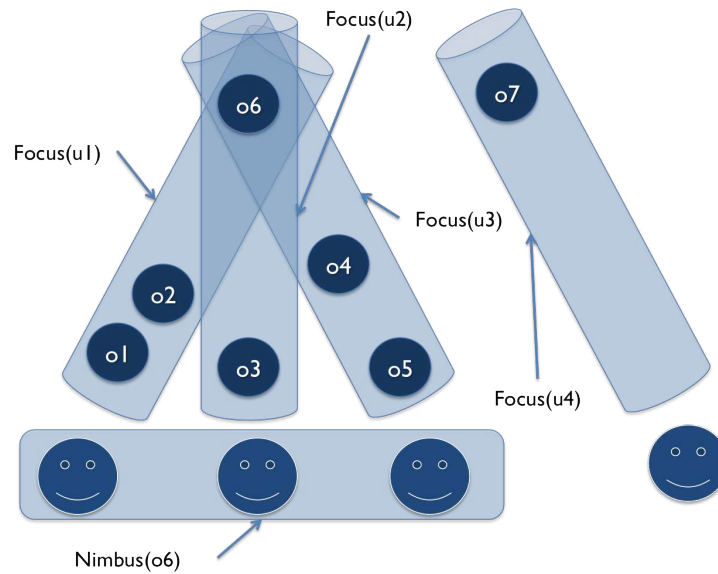 Focus(u2)
o6
o7
Focus(u1)
Focus(u3)
o4
o2
o1
o3
o5
Focus(u4)
Nimbus(o6)